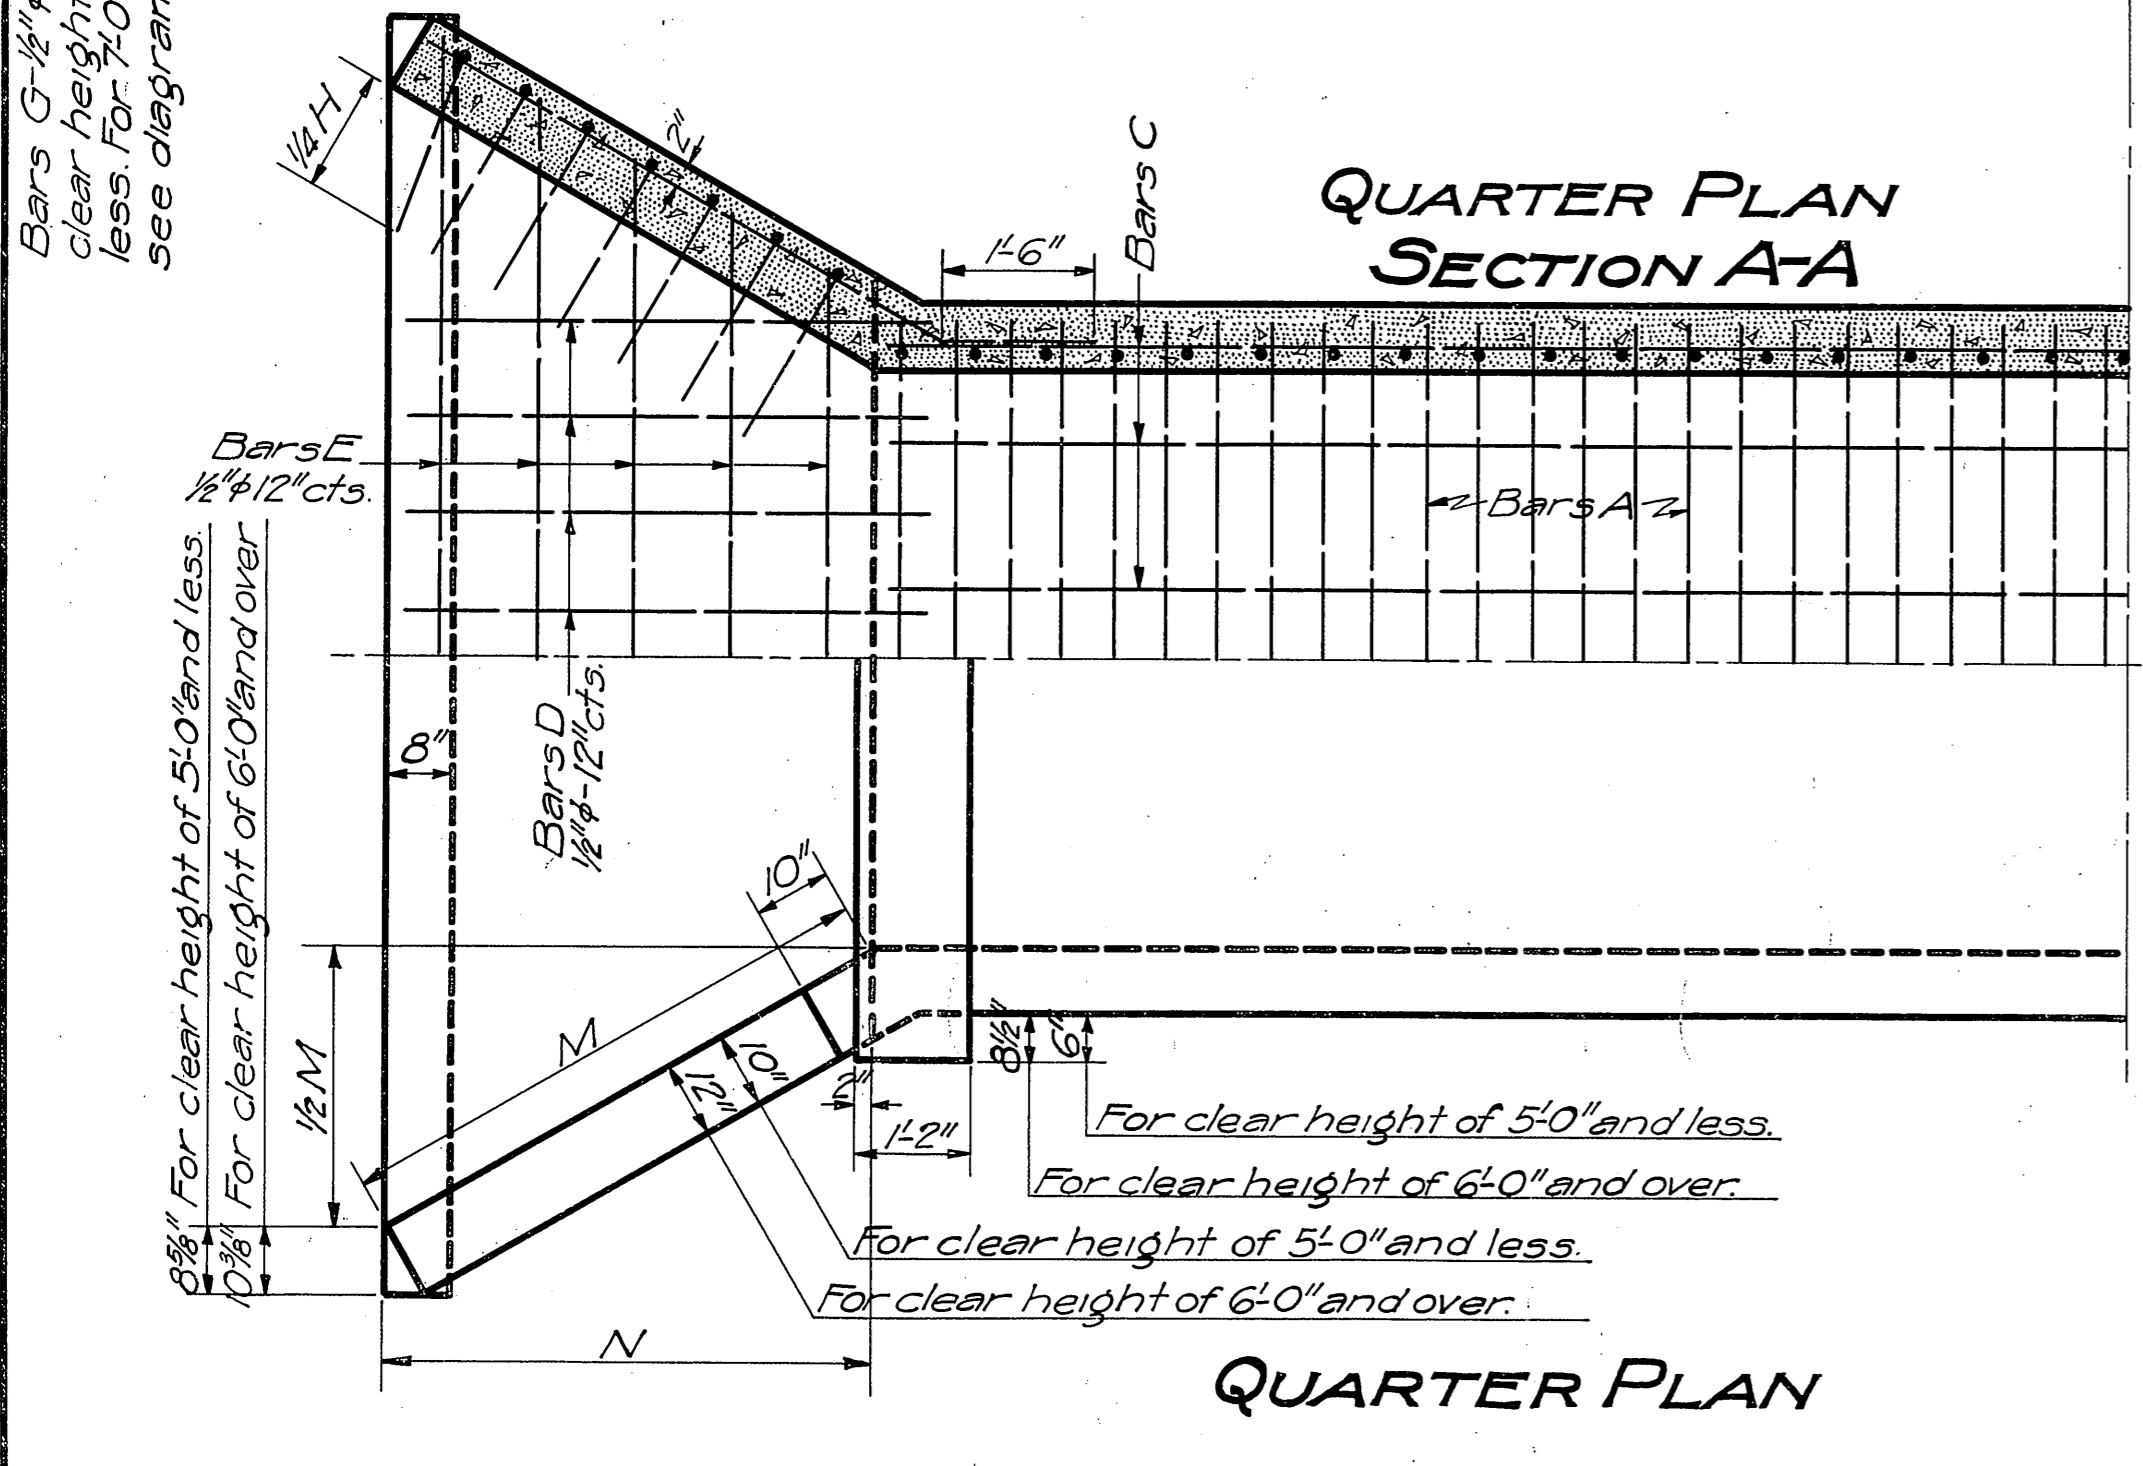 Bars G-½"ϕ
clear height
less. For 7'-0
see diagram
¼H
2"
1'-6"
Bars C
QUARTER PLAN
SECTION A-A
Bars E
½"ϕ12"cts.
Bars A
Bars D
½"ϕ-12"cts.
8"
8⅝" For clear height of 5'-0" and less.
10⅜" For clear height of 6'-0" and over
½M
M
10"
10"
12"
2"
1'-2"
8½"
6"
For clear height of 5'-0" and less.
For clear height of 6'-0" and over.
For clear height of 5'-0" and less.
For clear height of 6'-0" and over.
N
QUARTER PLAN